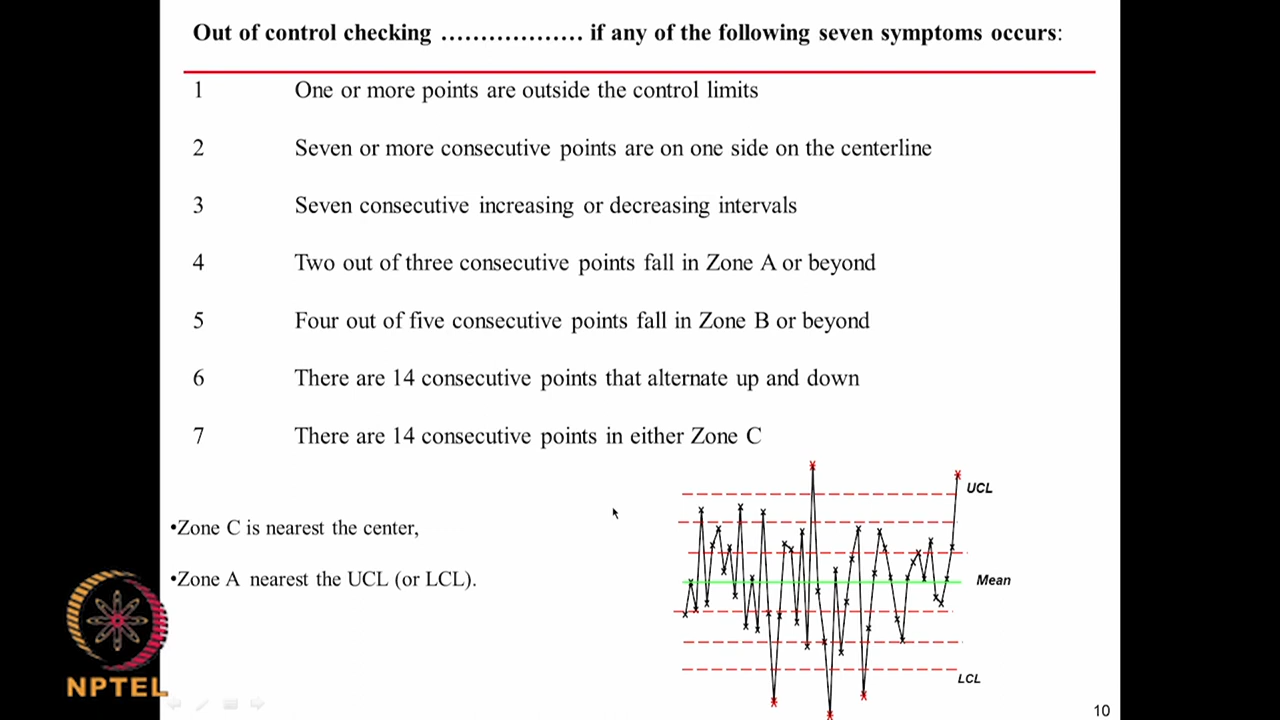 Out of control checking ……………… if any of the following seven symptoms occurs:
1 One or more points are outside the control limits
2 Seven or more consecutive points are on one side on the centerline
3 Seven consecutive increasing or decreasing intervals
4 Two out of three consecutive points fall in Zone A or beyond
5 Four out of five consecutive points fall in Zone B or beyond
6 There are 14 consecutive points that alternate up and down
7 There are 14 consecutive points in either Zone C
UCL
•Zone C is nearest the center,
•Zone A nearest the UCL (or LCL).
Mean
LCL
NPTEL
10